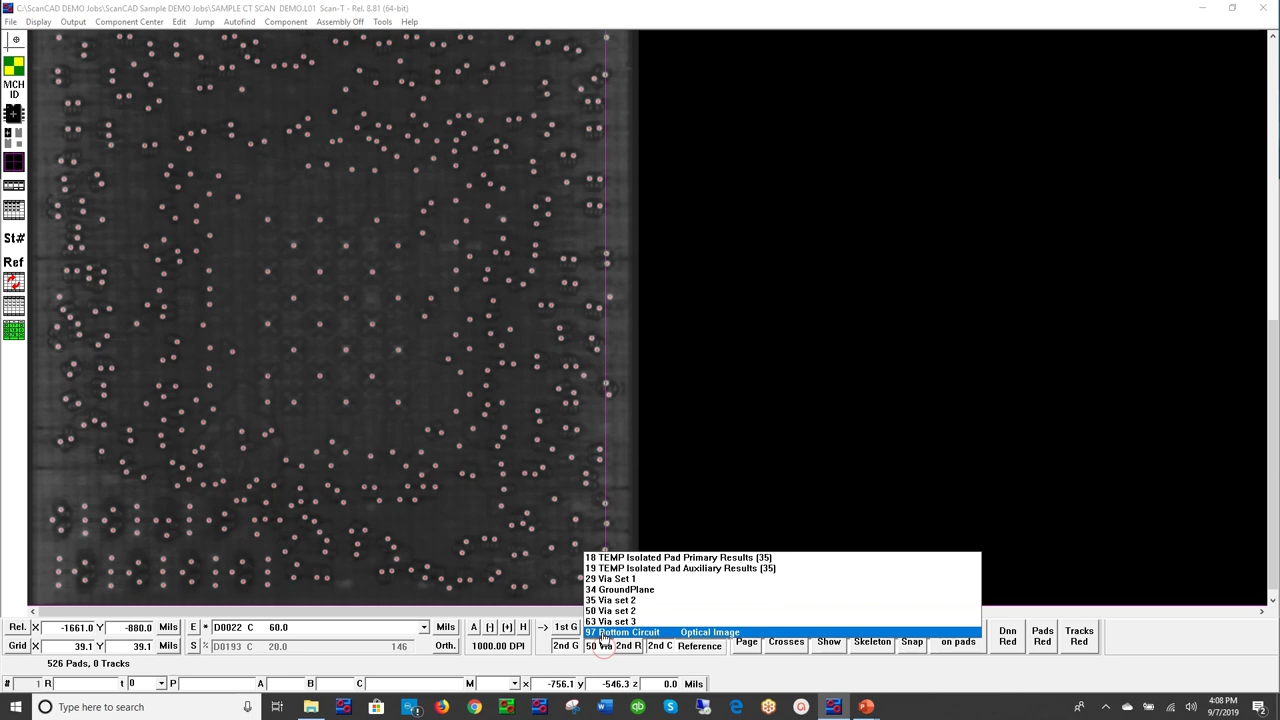 C:\ScanCAD DEMO Jobs\ScanCAD Sample DEMO Jobs\SAMPLE CT SCAN DEMO.L01 Scan-T - Rel. 8.81 (64-bit)
File Display Output Component Center Edit Jump Autofind Component Assembly Off Tools Help
MCH
ID
St#
Ref
18 TEMP Isolated Pad Primary Results (35)
19 TEMP Isolated Pad Auxiliary Results (35)
29 Via Set 1
34 GroundPlane
35 Via set 2
50 Via set 2
63 Via set 3
97 Bottom Circuit Optical Image
Rel. X -1661.0 Y -880.0 Mils E * D0022 C 60.0 Mils A [-] [+] H -> 1st G
Grid X 39.1 Y 39.1 Mils S % D0193 C 20.0 146 Orth. 1000.00 DPI 2nd G 50 Via 2nd R 2nd C Reference Page Crosses Show Skeleton Snap on pads
Dnn Red
Pads Red
Tracks Red
526 Pads, 0 Tracks
# 1 R t 0 P A B C M x -756.1 y -546.3 z 0.0 Mils
Type here to search
4:08 PM
9/7/2019